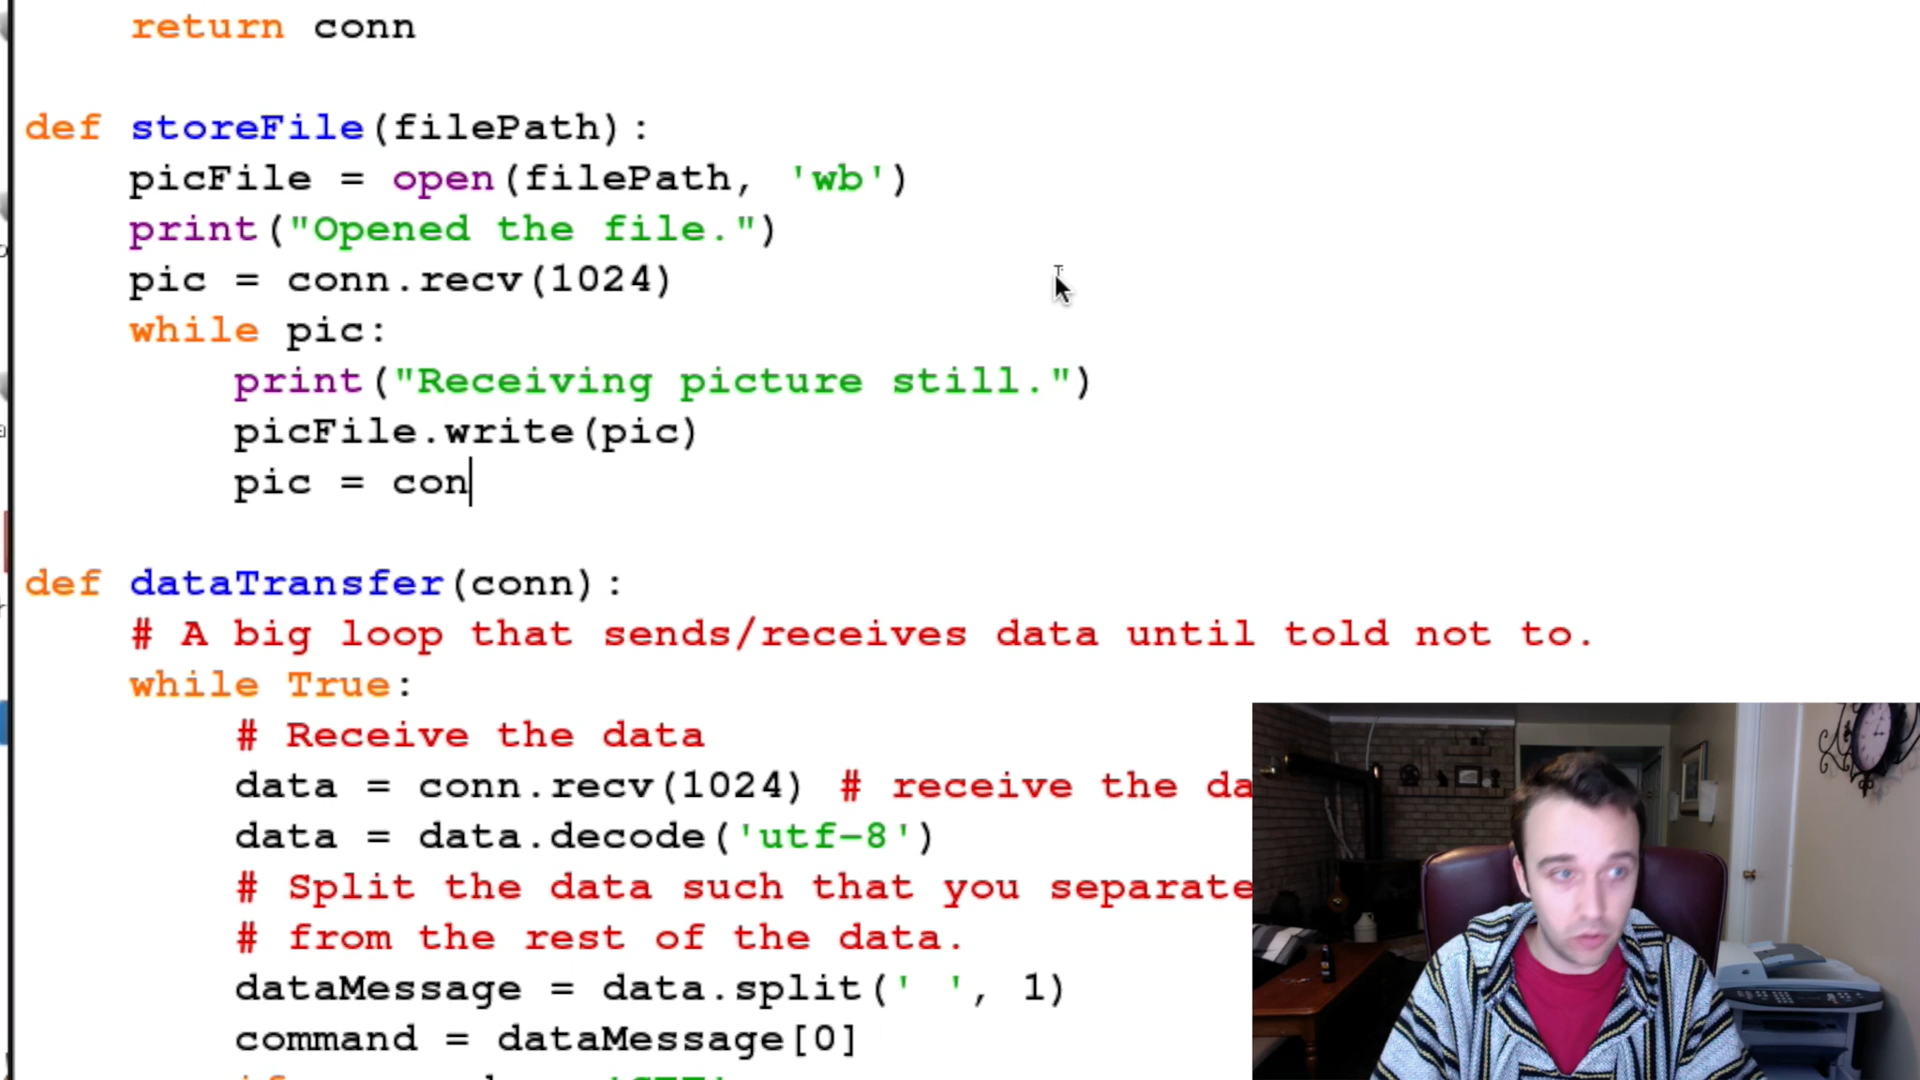 return conn
def storeFile(filePath):
picFile = open(filePath, 'wb')
print("Opened the file.")
pic = conn.recv(1024)
while pic:
print("Receiving picture still.")
picFile.write(pic)
pic = con
def dataTransfer(conn):
# A big loop that sends/receives data until told not to.
while True:
# Receive the data
data = conn.recv(1024) # receive the da
data = data.decode('utf-8')
# Split the data such that you separate
# from the rest of the data.
dataMessage = data.split(' ', 1)
command = dataMessage[0]